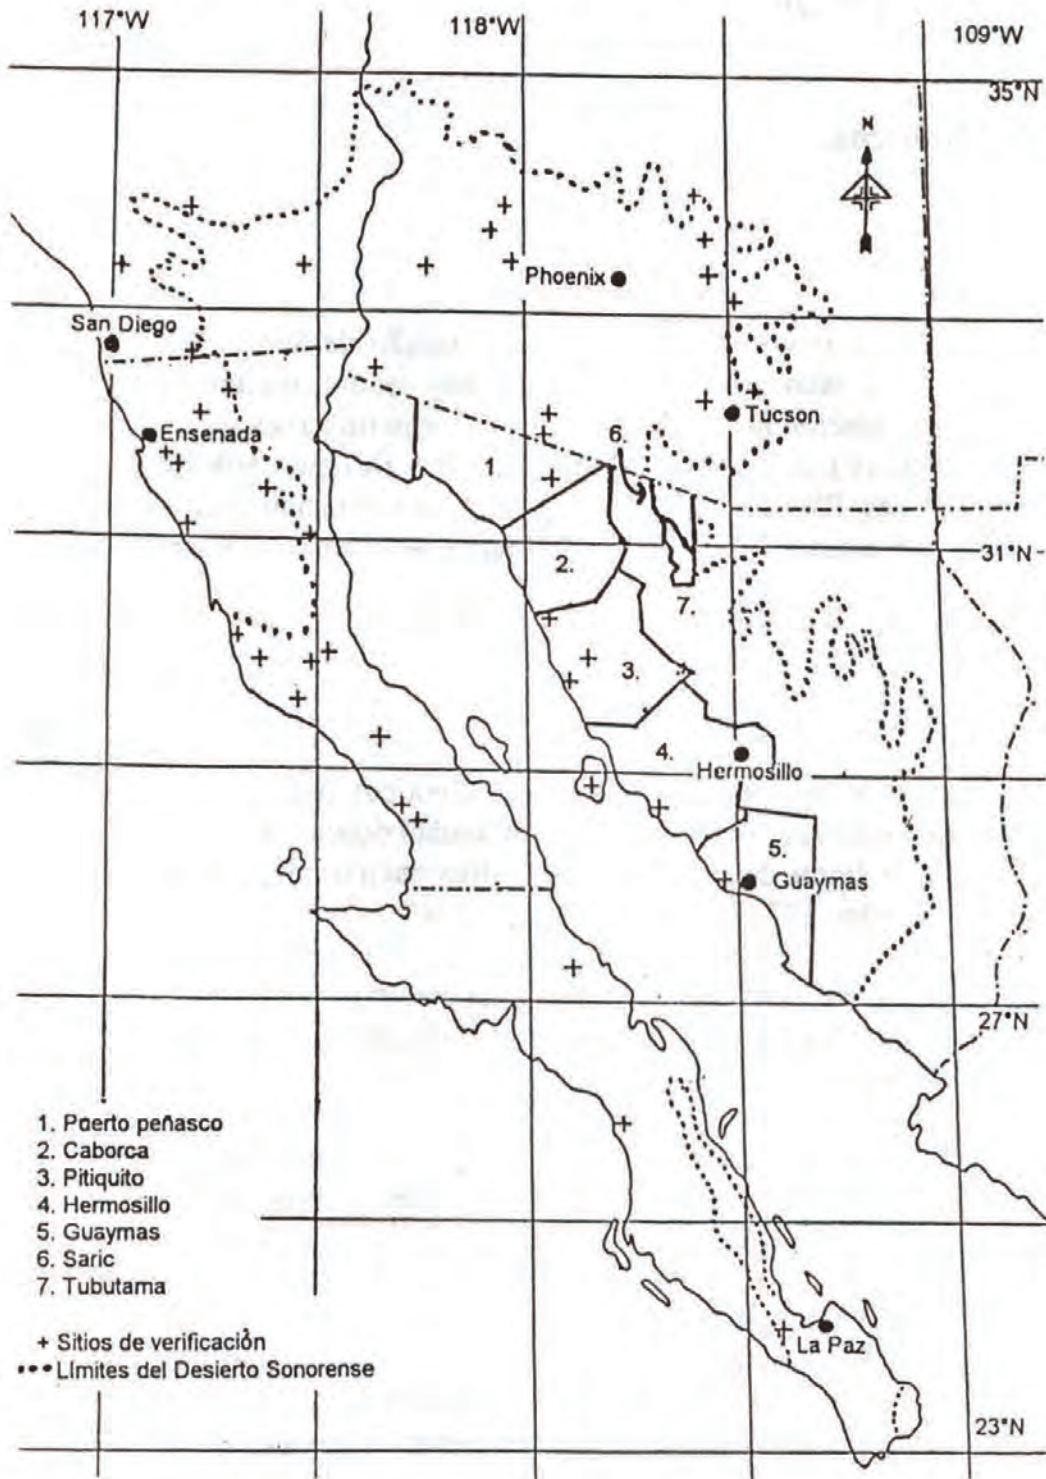 117°W
118°W
109°W
35°N
N
Phoenix
San Diego
Ensenada
Tucson
6.
1.
31°N
2.
7.
3.
4.
Hermosillo
5.
Guaymas
27°N
1. Puerto peñasco
2. Caborca
3. Pitiquito
4. Hermosillo
5. Guaymas
6. Saric
7. Tubutama
+ Sitios de verificación
Límites del Desierto Sonorense
La Paz
23°N